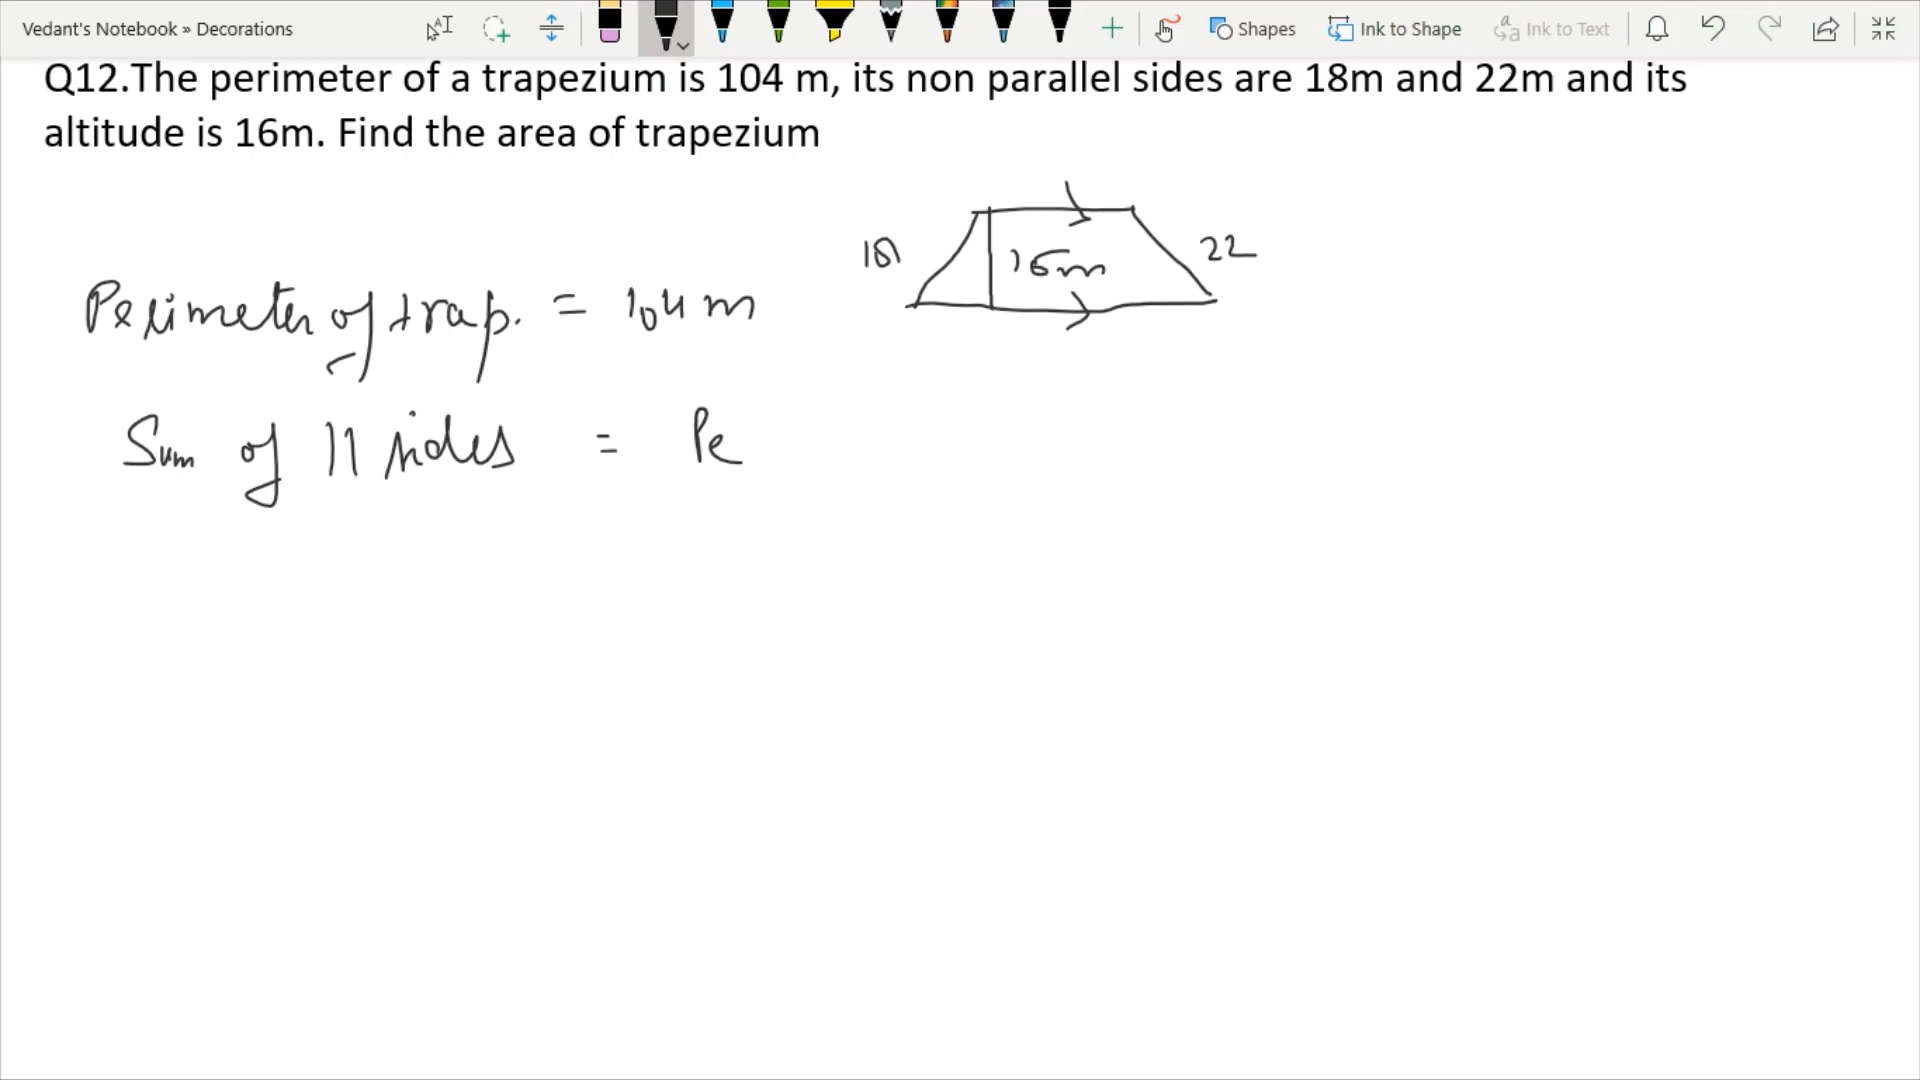 Vedant's Notebook » Decorations
Shapes
Ink to Shape
Ink to Text
Q12.The perimeter of a trapezium is 104 m, its non parallel sides are 18m and 22m and its
altitude is 16m. Find the area of trapezium
18
16m
22
Perimeter of trap. = 104 m
Sum of 11 sides = Pe